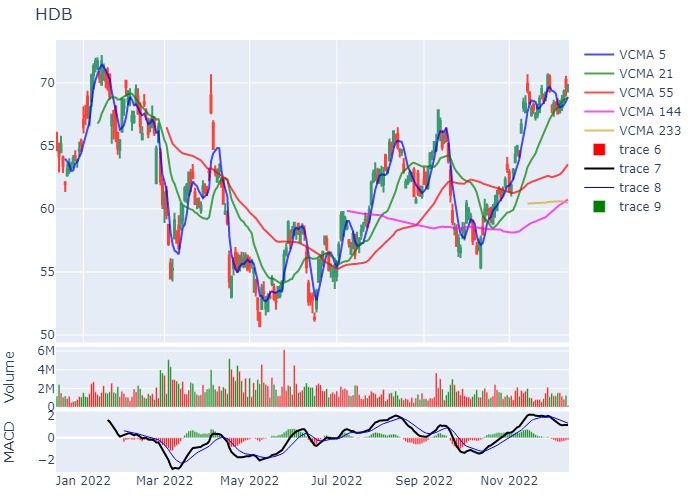 HDB
70
65
60
55
50
VCMA 5
VCMA 21
VCMA 55
VCMA 144
VCMA 233
trace 6
trace 7
trace 8
trace 9
Volume
6M
4M
2M
0
MACD
2
0
−2
Jan 2022 Mar 2022 May 2022 Jul 2022 Sep 2022 Nov 2022